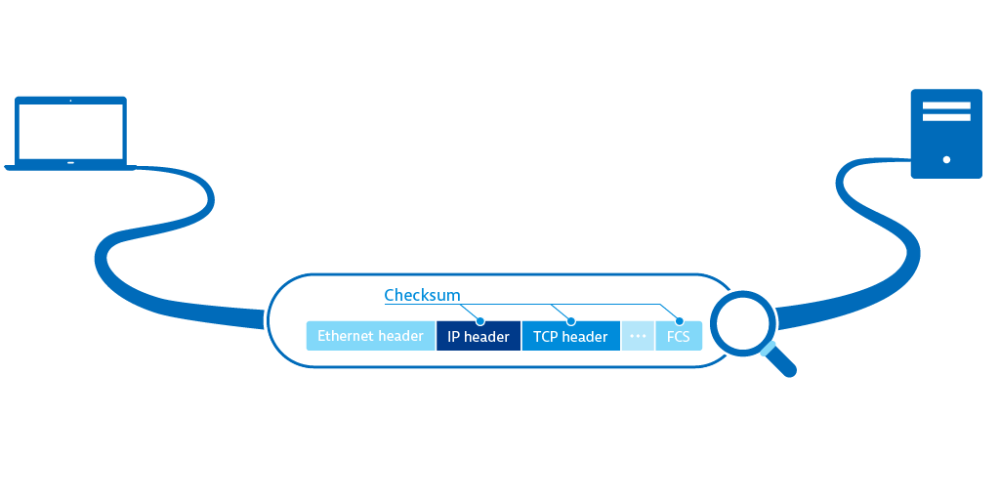 Checksum
Ethernet header IP header TCP header ... FCS